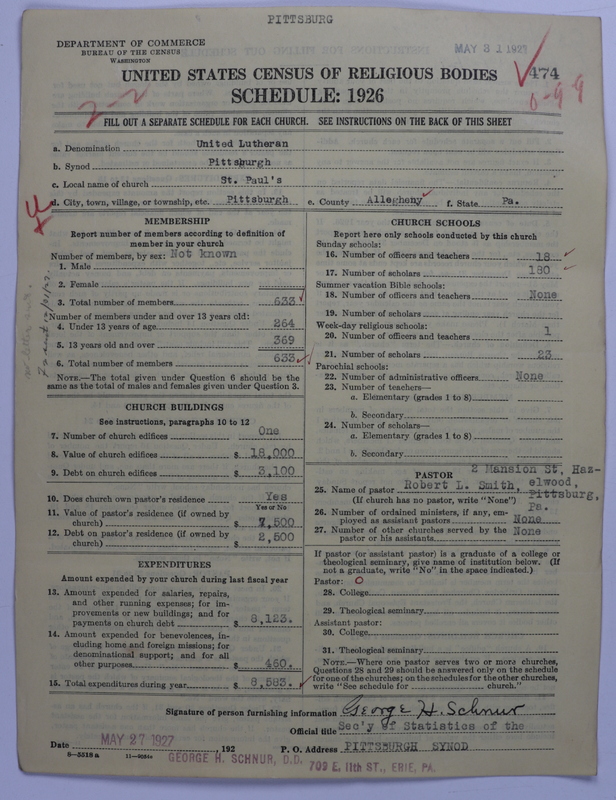 PITTSBURG
DEPARTMENT OF COMMERCE
BUREAU OF THE CENSUS
WASHINGTON
MAY 31 1927
UNITED STATES CENSUS OF RELIGIOUS BODIES
474
SCHEDULE: 1926
2-2
0-99
FILL OUT A SEPARATE SCHEDULE FOR EACH CHURCH. SEE INSTRUCTIONS ON THE BACK OF THIS SHEET
a. Denomination United Lutheran
b. Synod Pittsburgh
c. Local name of church St. Paul's
d. City, town, village, or township, etc. Pittsburgh e. County Allegheny f. State Pa.
MEMBERSHIP
Report number of members according to definition of
member in your church
Number of members, by sex: Not known
1. Male
2. Female
3. Total number of members 633
Number of members under and over 13 years old:
4. Under 13 years of age 264
5. 13 years old and over 369
6. Total number of members 633
NOTE.—The total given under Question 6 should be the
same as the total of males and females given under Question 3.
CHURCH BUILDINGS
See instructions, paragraphs 10 to 12
7. Number of church edifices One
8. Value of church edifices $ 18,000
9. Debt on church edifices $ 3,100
10. Does church own pastor's residence Yes
Yes or No
11. Value of pastor's residence (if owned by
church) $ 7,500
12. Debt on pastor's residence (if owned by
church) $ 2,500
EXPENDITURES
Amount expended by your church during last fiscal year
13. Amount expended for salaries, repairs,
and other running expenses; for im-
provements or new buildings; and for
payments on church debt $ 8,123.
14. Amount expended for benevolences, in-
cluding home and foreign missions; for
denominational support; and for all
other purposes $ 460.
15. Total expenditures during year $ 8,583.
CHURCH SCHOOLS
Report here only schools conducted by this church
Sunday schools:
16. Number of officers and teachers 18
17. Number of scholars 180
Summer vacation Bible schools:
18. Number of officers and teachers None
19. Number of scholars
Week-day religious schools:
20. Number of officers and teachers 1
21. Number of scholars 23
Parochial schools:
22. Number of administrative officers None
23. Number of teachers—
a. Elementary (grades 1 to 8)
b. Secondary
24. Number of scholars—
a. Elementary (grades 1 to 8)
b. Secondary
PASTOR 2 Mansion St, Haz-
25. Name of pastor Robert L. Smith, elwood,
(If church has no pastor, write "None") Pittsburg,
Pa.
26. Number of ordained ministers, if any, em-
ployed as assistant pastors None
27. Number of other churches served by the None
pastor or his assistants
If pastor (or assistant pastor) is a graduate of a college or
theological seminary, give name of institution below. (If
not a graduate, write "No" in the space indicated.)
Pastor: O
28. College
29. Theological seminary
Assistant pastor:
30. College
31. Theological seminary
NOTE.—Where one pastor serves two or more churches,
Questions 28 and 29 should be answered only on the schedule
for one of the churches; on the schedules for the other churches,
write "See schedule for church."
Signature of person furnishing information George H. Schnur
Official title Sec'y of Statistics of the
Date MAY 27 1927, 192 P. O. Address PITTSBURGH SYNOD
8—5518 a
GEORGE H. SCHNUR, D.D. 709 E. 11th ST., ERIE, PA.